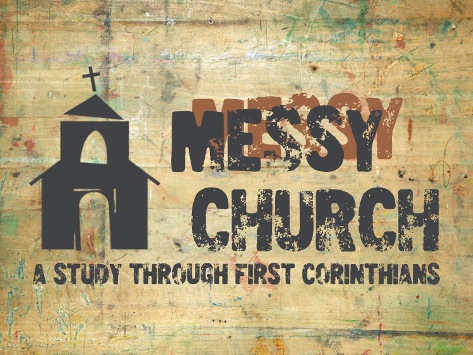 MESSY
CHURCH
A STUDY THROUGH FIRST CORINTHIANS